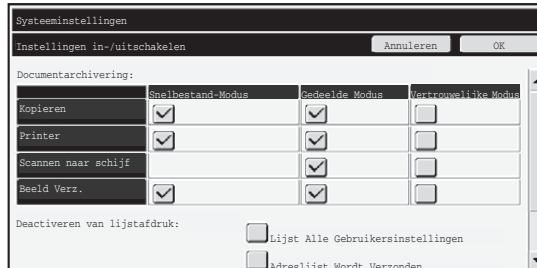 Systeeminstellingen
Instellingen in-/uitschakelen Annuleren OK
Documentarchivering:
Snelbestand-Modus Gedeelde Modus Vertrouwelijke Modus
Kopieren
Printer
Scannen naar schijf
Beeld Verz.
Deactiveren van lijstafdruk:
Lijst Alle Gebruikersinstellingen
Adreslijst Wordt Verzonden